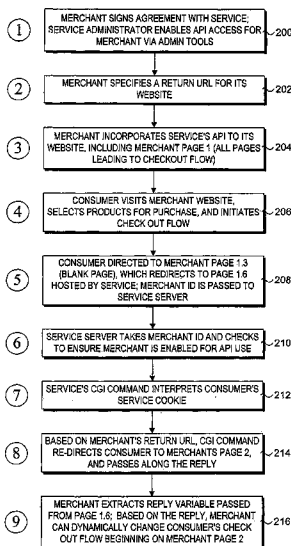 1
MERCHANT SIGNS AGREEMENT WITH SERVICE;
SERVICE ADMINISTRATOR ENABLES API ACCESS FOR
MERCHANT VIA ADMIN TOOLS
200
2
MERCHANT SPECIFIES A RETURN URL FOR ITS
WEBSITE
202
3
MERCHANT INCORPORATES SERVICE'S API TO ITS
WEBSITE, INCLUDING MERCHANT PAGE 1 (ALL PAGES
LEADING TO CHECKOUT FLOW)
204
4
CONSUMER VISITS MERCHANT WEBSITE,
SELECTS PRODUCTS FOR PURCHASE, AND INITIATES
CHECK OUT FLOW
206
5
CONSUMER DIRECTED TO MERCHANT PAGE 1.3
(BLANK PAGE), WHICH REDIRECTS TO PAGE 1.6
HOSTED BY SERVICE; MERCHANT ID IS PASSED TO
SERVICE SERVER
208
6
SERVICE SERVER TAKES MERCHANT ID AND CHECKS
TO ENSURE MERCHANT IS ENABLED FOR API USE
210
7
SERVICE'S CGI COMMAND INTERPRETS CONSUMER'S
SERVICE COOKIE
212
8
BASED ON MERCHANT'S RETURN URL, CGI COMMAND
RE-DIRECTS CONSUMER TO MERCHANTS PAGE 2,
AND PASSES ALONG THE REPLY
214
9
MERCHANT EXTRACTS REPLY VARIABLE PASSED
FROM PAGE 1.6; BASED ON THE REPLY, MERCHANT
CAN DYNAMICALLY CHANGE CONSUMER'S CHECK
OUT FLOW BEGINNING ON MERCHANT PAGE 2
216